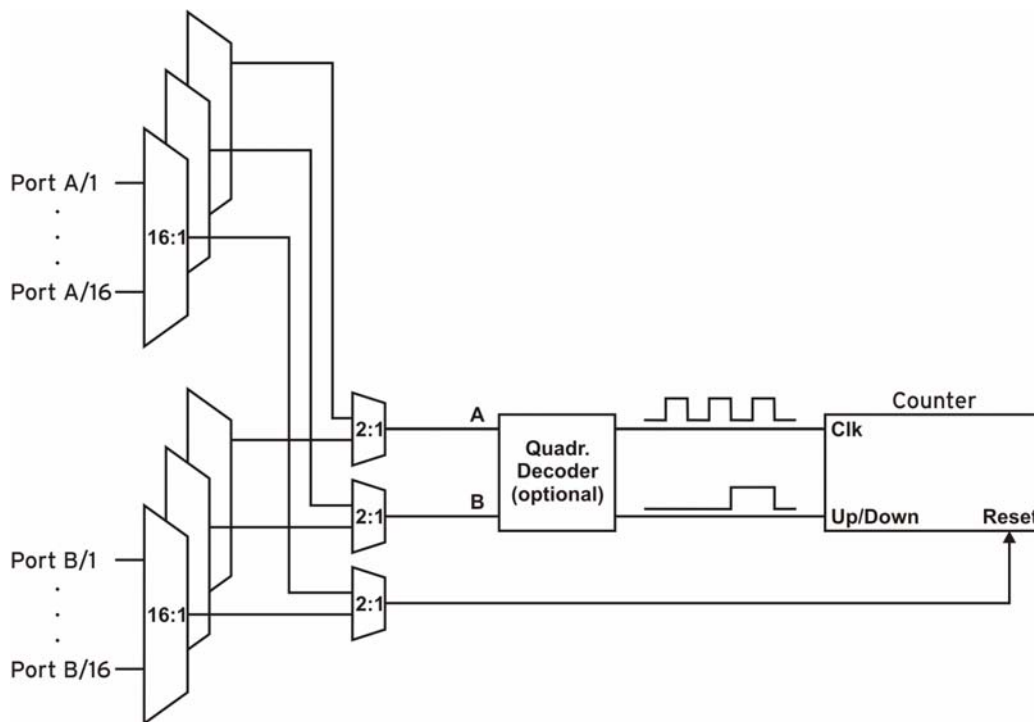 Port A/1
16:1
Port A/16
Port B/1
16:1
Port B/16
2:1
2:1
2:1
A
B
Quadr.
Decoder
(optional)
Counter
Clk
Up/Down
Reset